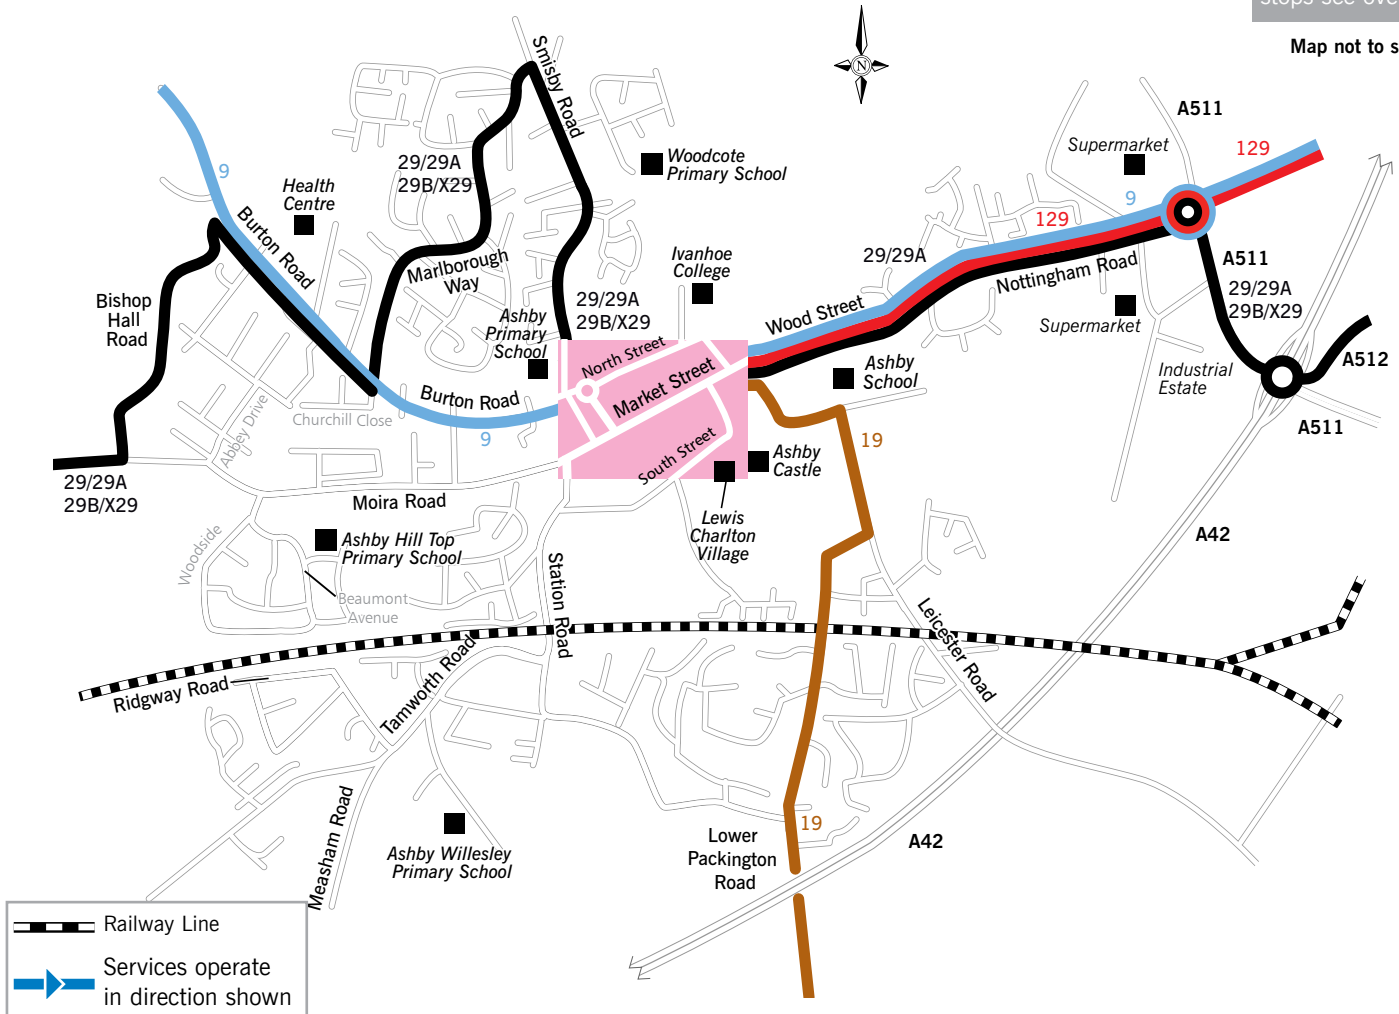 stops see ove
Map not to s
N
Smisby Road
A511
Supermarket
129
29/29A
29B/X29
Woodcote
Primary School
9
Health
Centre
9
129
Burton Road
Ivanhoe
College
29/29A
Marlborough
Way
Nottingham Road
A511
29/29A
29B/X29
Bishop
Hall
Road
29/29A
29B/X29
Ashby
Primary
School
Wood Street
Supermarket
North Street
Market Street
Ashby
School
Industrial
Estate
A512
Burton Road
Churchill Close
Abbey Drive
9
19
A511
South Street
Ashby
Castle
29/29A
29B/X29
Moira Road
Lewis
Charlton
Village
A42
Woodside
Ashby Hill Top
Primary School
Station Road
Beaumont
Avenue
Leicester Road
Ridgway Road
Tamworth Road
Measham Road
19
Lower
Packington
Road
A42
Ashby Willesley
Primary School
Railway Line
Services operate
in direction shown